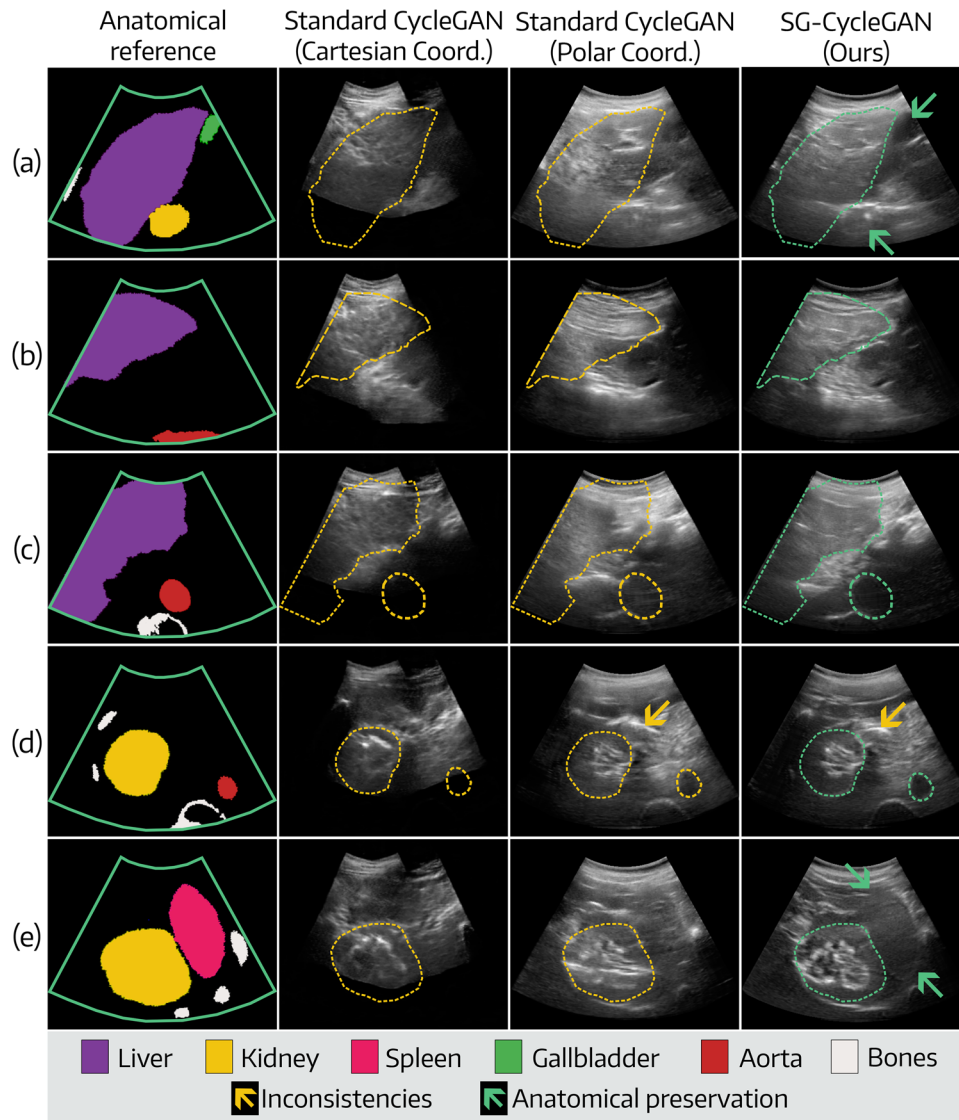 Anatomical reference
Standard CycleGAN (Cartesian Coord.)
Standard CycleGAN (Polar Coord.)
SG-CycleGAN (Ours)
(a)
(b)
(c)
(d)
(e)
Liver
Kidney
Spleen
Gallbladder
Aorta
Bones
Inconsistencies
Anatomical preservation